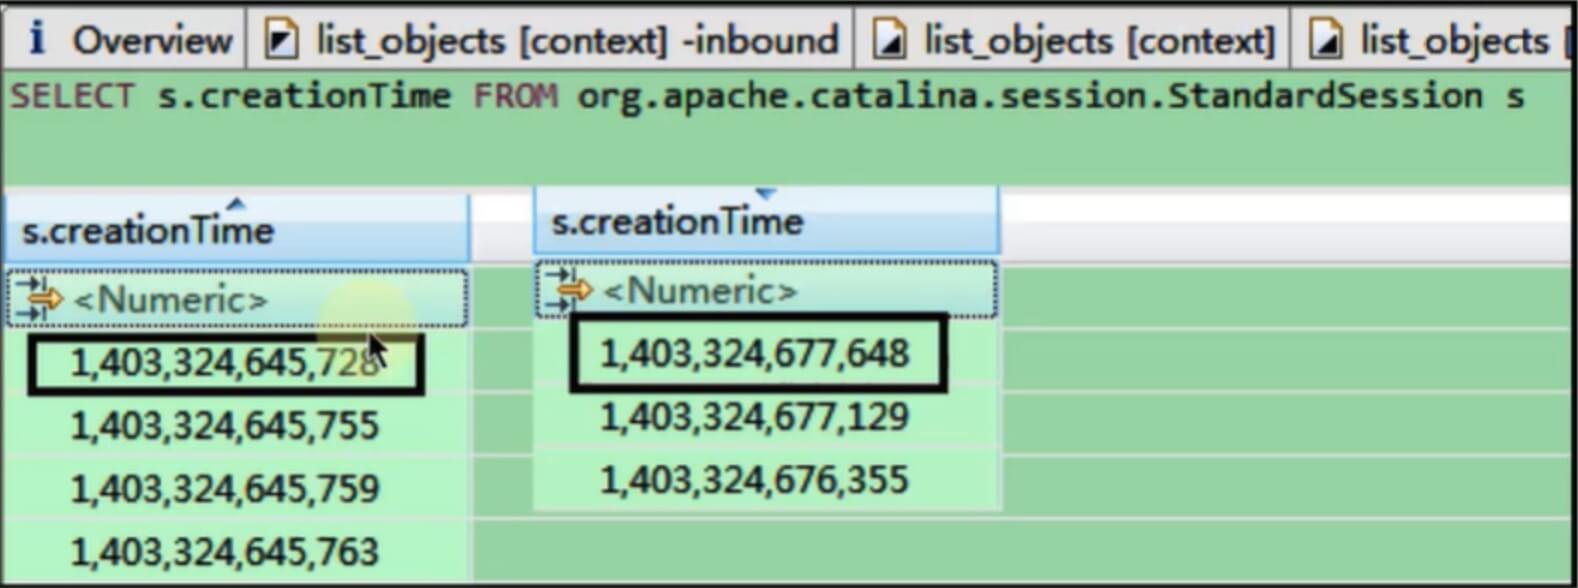 Overview list_objects [context] -inbound list_objects [context] list_objects [
SELECT s.creationTime FROM org.apache.catalina.session.StandardSession s
s.creationTime s.creationTime
<Numeric> <Numeric>
1,403,324,645,728 1,403,324,677,648
1,403,324,645,755 1,403,324,677,129
1,403,324,645,759 1,403,324,676,355
1,403,324,645,763